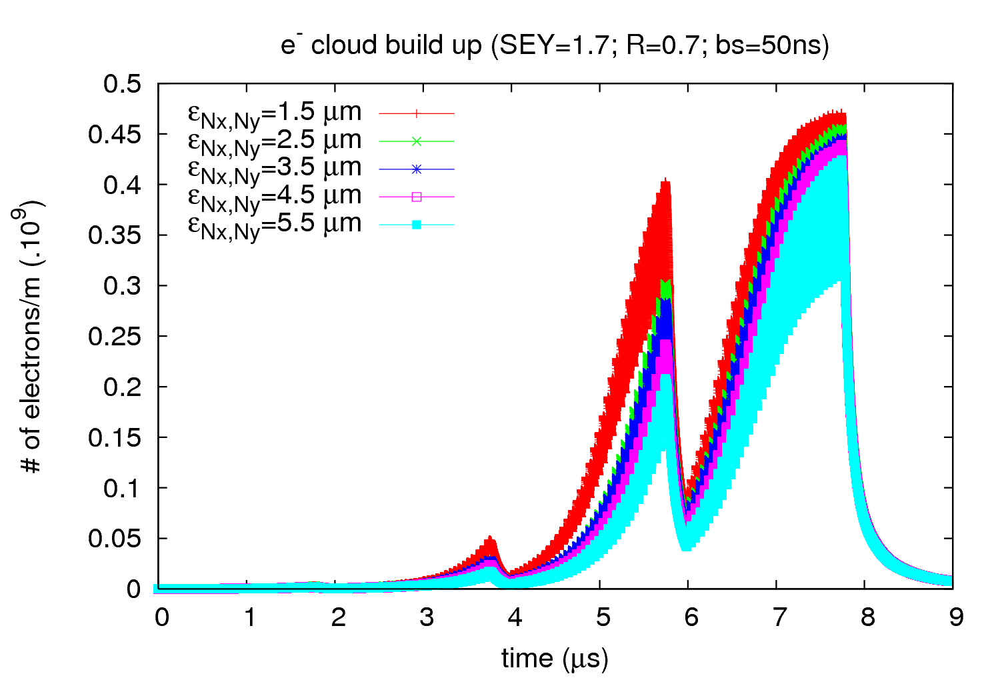 e⁻ cloud build up (SEY=1.7; R=0.7; bs=50ns)
# of electrons/m (.10⁹)
0.5
0.45
0.4
0.35
0.3
0.25
0.2
0.15
0.1
0.05
0
εNx,Ny=1.5 μm
εNx,Ny=2.5 μm
εNx,Ny=3.5 μm
εNx,Ny=4.5 μm
εNx,Ny=5.5 μm
0 1 2 3 4 5 6 7 8 9
time (μs)